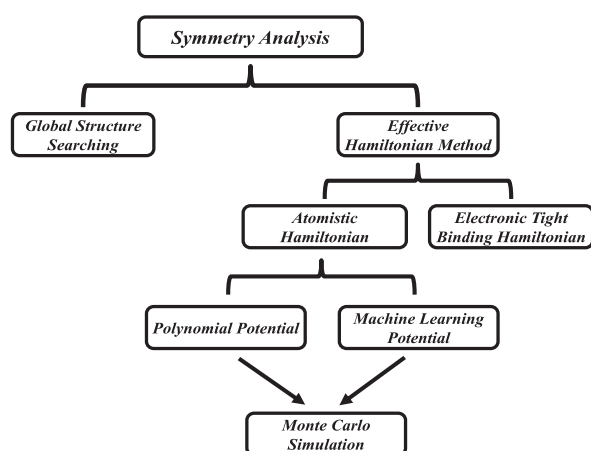 Symmetry Analysis
Global Structure
Searching
Effective
Hamiltonian Method
Atomistic
Hamiltonian
Electronic Tight
Binding Hamiltonian
Polynomial Potential
Machine Learning
Potential
Monte Carlo
Simulation